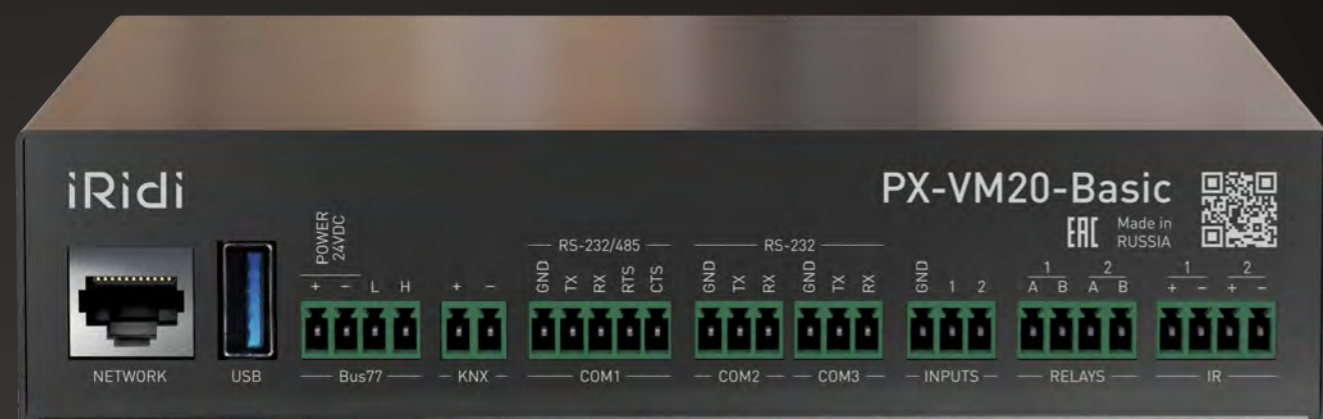 iRidi
PX-VM20-Basic
EAC Made in
RUSSIA
POWER
24VDC
+ − L H
+ −
RS-232/485
GND TX RX RTS CTS
RS-232
GND TX RX GND TX RX
GND 1 2
1 2
A B A B
1 2
+ − + −
NETWORK USB Bus77 KNX COM1 COM2 COM3 INPUTS RELAYS IR